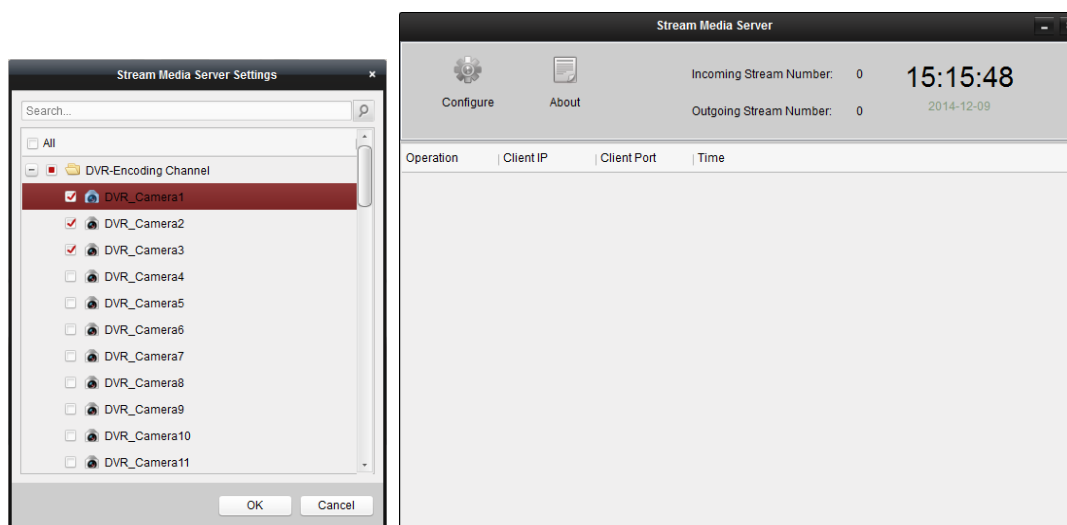 Stream Media Server Settings
Search...
All
DVR-Encoding Channel
DVR_Camera1
DVR_Camera2
DVR_Camera3
DVR_Camera4
DVR_Camera5
DVR_Camera6
DVR_Camera7
DVR_Camera8
DVR_Camera9
DVR_Camera10
DVR_Camera11
OK Cancel
Stream Media Server
Configure About
Incoming Stream Number: 0
Outgoing Stream Number: 0
15:15:48
2014-12-09
Operation Client IP Client Port Time